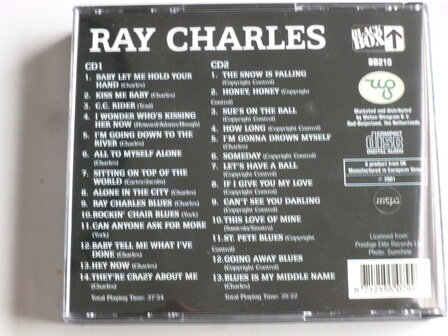 RAY CHARLES
BLACK BOX
BB210
CD1
1. BABY LET ME HOLD YOUR
HAND (Charles)
2. KISS ME BABY (Charles)
3. C.C. RIDER (Trad)
4. I WONDER WHO'S KISSING
HER NOW (Howard/Adams/Hough)
5. I'M GOING DOWN TO THE
RIVER (Charles)
6. ALL TO MYSELF ALONE
(Charles)
7. SITTING ON TOP OF THE
WORLD (Carter/Jacobs)
8. ALONE IN THE CITY (Charles)
9. RAY CHARLES BLUES (Charles)
10. ROCKIN' CHAIR BLUES (York)
11. CAN ANYONE ASK FOR MORE
(York)
12. BABY TELL ME WHAT I'VE
DONE (Charles)
13. HEY NOW (Charles)
14. THEY'RE CRAZY ABOUT ME
(Charles)
Total Playing Time: 37'34
CD2
1. THE SNOW IS FALLING
(Copyright Control)
2. HONEY, HONEY (Copyright
Control)
3. SUE'S ON THE BALL
(Copyright Control)
4. HOW LONG (Copyright Control)
5. I'M GONNA DROWN MYSELF
(Charles)
6. SOMEDAY (Copyright Control)
7. LET'S HAVE A BALL
(Copyright Control)
8. IF I GIVE YOU MY LOVE
(Copyright Control)
9. CAN'T SEE YOU DARLING
(Copyright Control)
10. THIS LOVE OF MINE
(Sanicola/Sinatra)
11. ST. PETE BLUES (Copyright
Control)
12. GOING AWAY BLUES
(Copyright Control)
13. BLUES IS MY MIDDLE NAME
(Charles)
Total Playing Time: 35'22
Marketed and distributed
by Weton Wesgram B.V.
Oud-Beijerland, the Netherlands.
COMPACT
disc
DIGITAL AUDIO
A product from UK
Manufactured in European Union
℗ 2001
mcps
Licensed from:
Prestige Elite Records Ltd
Photo: Sunshine